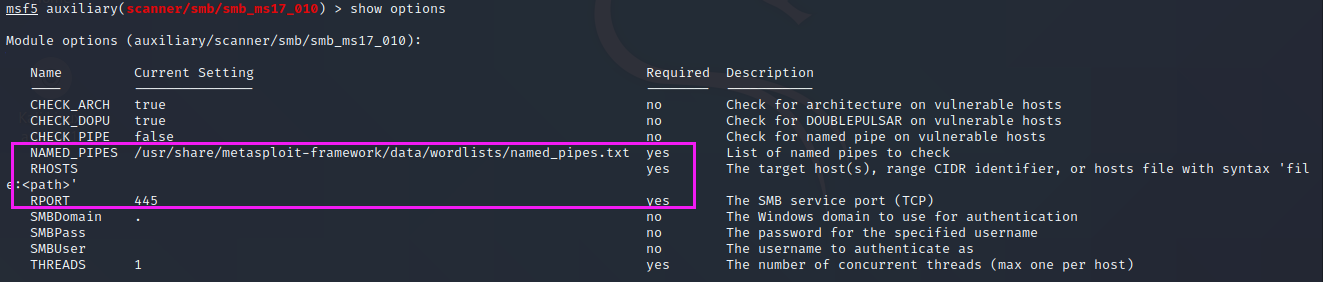 msf5 auxiliary(scanner/smb/smb_ms17_010) > show options
Module options (auxiliary/scanner/smb/smb_ms17_010):
Name Current Setting Required Description
---- --------------- -------- -----------
CHECK_ARCH true no Check for architecture on vulnerable hosts
CHECK_DOPU true no Check for DOUBLEPULSAR on vulnerable hosts
CHECK_PIPE false no Check for named pipe on vulnerable hosts
NAMED_PIPES /usr/share/metasploit-framework/data/wordlists/named_pipes.txt yes List of named pipes to check
RHOSTS yes The target host(s), range CIDR identifier, or hosts file with syntax 'fil
e:<path>'
RPORT 445 yes The SMB service port (TCP)
SMBDomain . no The Windows domain to use for authentication
SMBPass no The password for the specified username
SMBUser no The username to authenticate as
THREADS 1 yes The number of concurrent threads (max one per host)